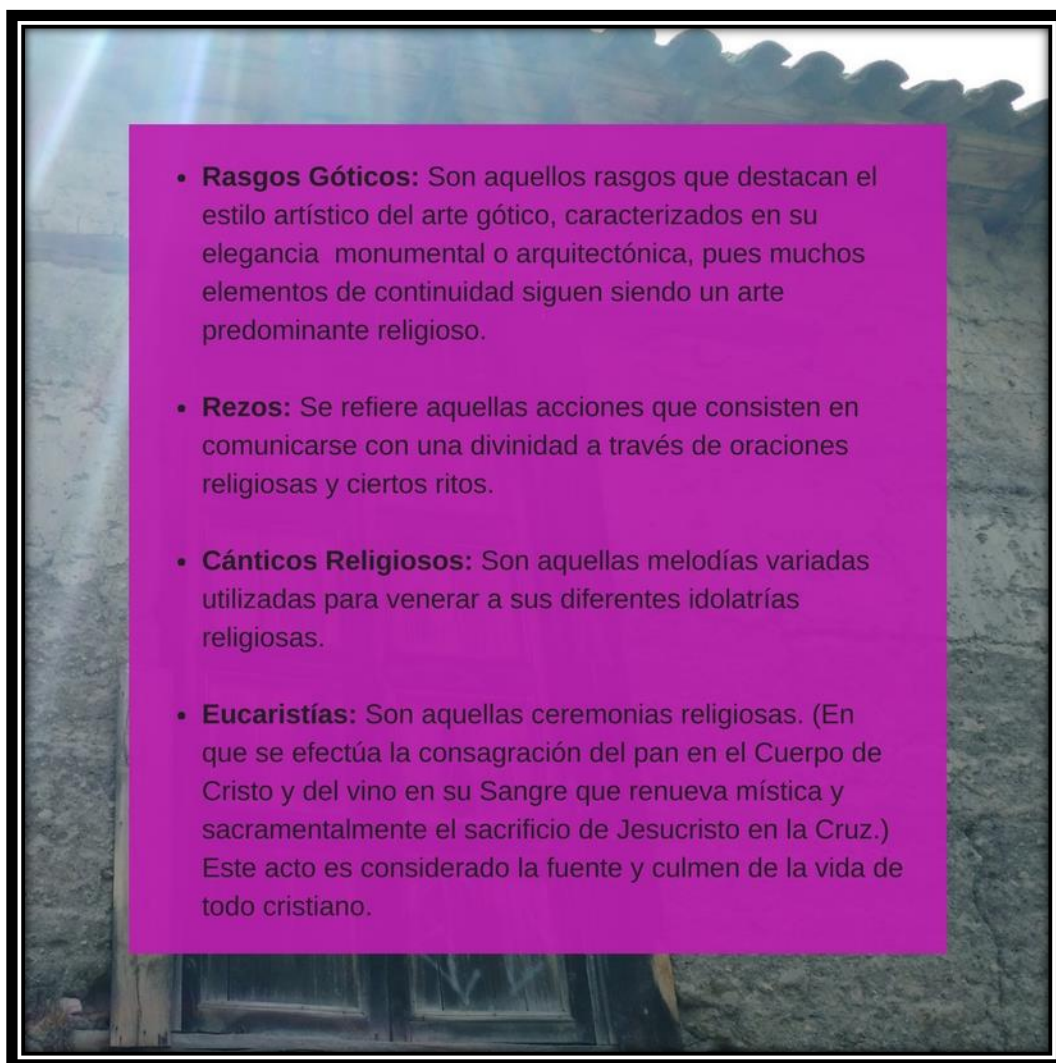 • Rasgos Góticos: Son aquellos rasgos que destacan el
estilo artístico del arte gótico, caracterizados en su
elegancia  monumental o arquitectónica, pues muchos
elementos de continuidad siguen siendo un arte
predominante religioso.
• Rezos: Se refiere aquellas acciones que consisten en
comunicarse con una divinidad a través de oraciones
religiosas y ciertos ritos.
• Cánticos Religiosos: Son aquellas melodías variadas
utilizadas para venerar a sus diferentes idolatrías
religiosas.
• Eucaristías: Son aquellas ceremonias religiosas. (En
que se efectúa la consagración del pan en el Cuerpo de
Cristo y del vino en su Sangre que renueva mística y
sacramentalmente el sacrificio de Jesucristo en la Cruz.)
Este acto es considerado la fuente y culmen de la vida de
todo cristiano.